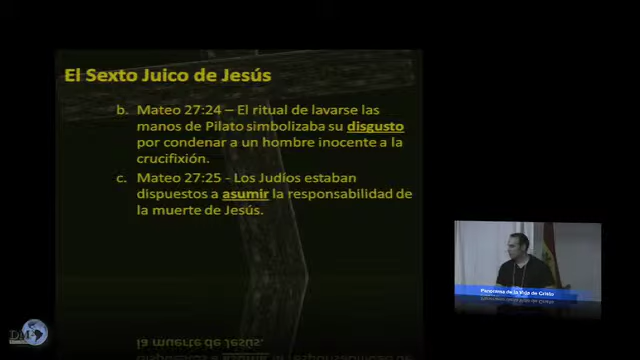 El Sexto Juico de Jesús
b. Mateo 27:24 – El ritual de lavarse las
manos de Pilato simbolizaba su disgusto
por condenar a un hombre inocente a la
crucifixión.
c. Mateo 27:25 - Los Judíos estaban
dispuestos a asumir la responsabilidad de
la muerte de Jesús.
Panorama de la Vida de Cristo
DM